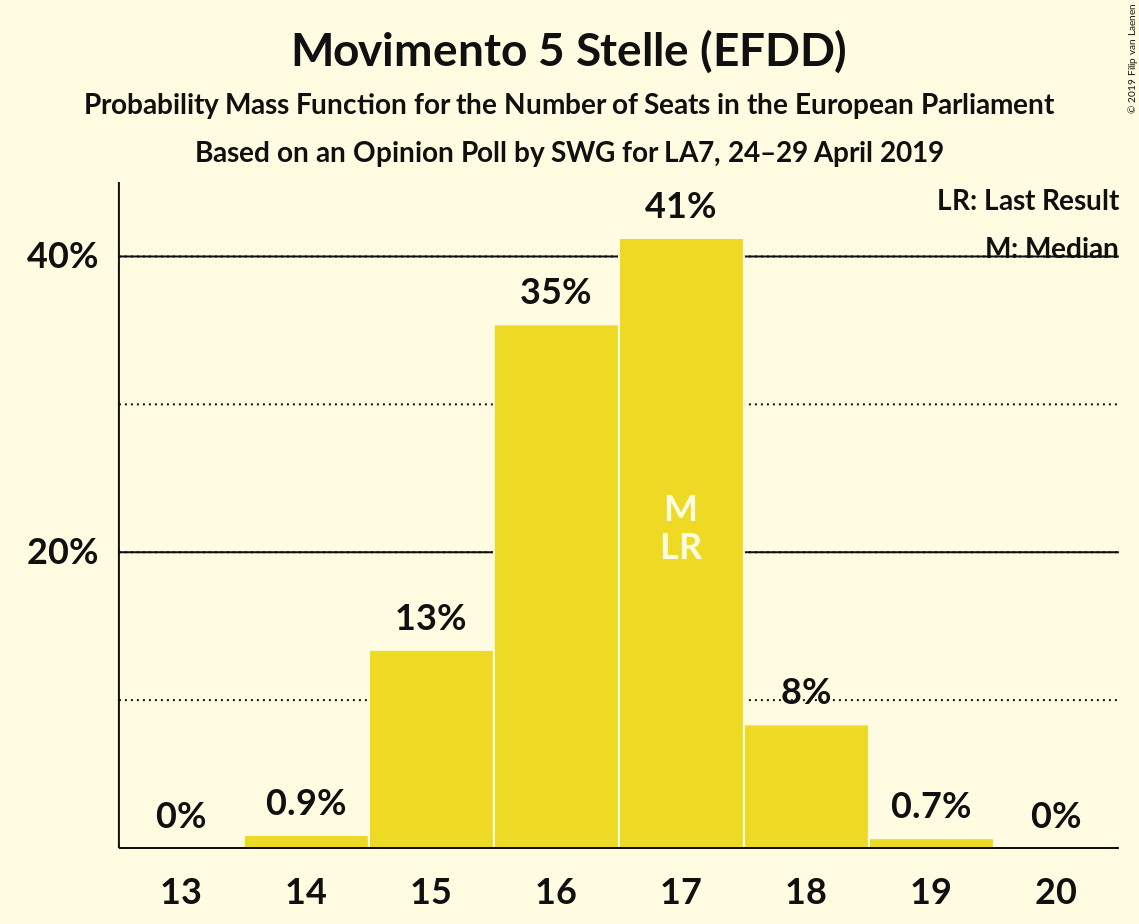 Movimento 5 Stelle (EFDD)
Probability Mass Function for the Number of Seats in the European Parliament
Based on an Opinion Poll by SWG for LA7, 24–29 April 2019
© 2019 Filip van Laenen
LR: Last Result
M: Median
40%
20%
0%
0.9%
13%
35%
41%
8%
0.7%
0%
M
LR
13 14 15 16 17 18 19 20